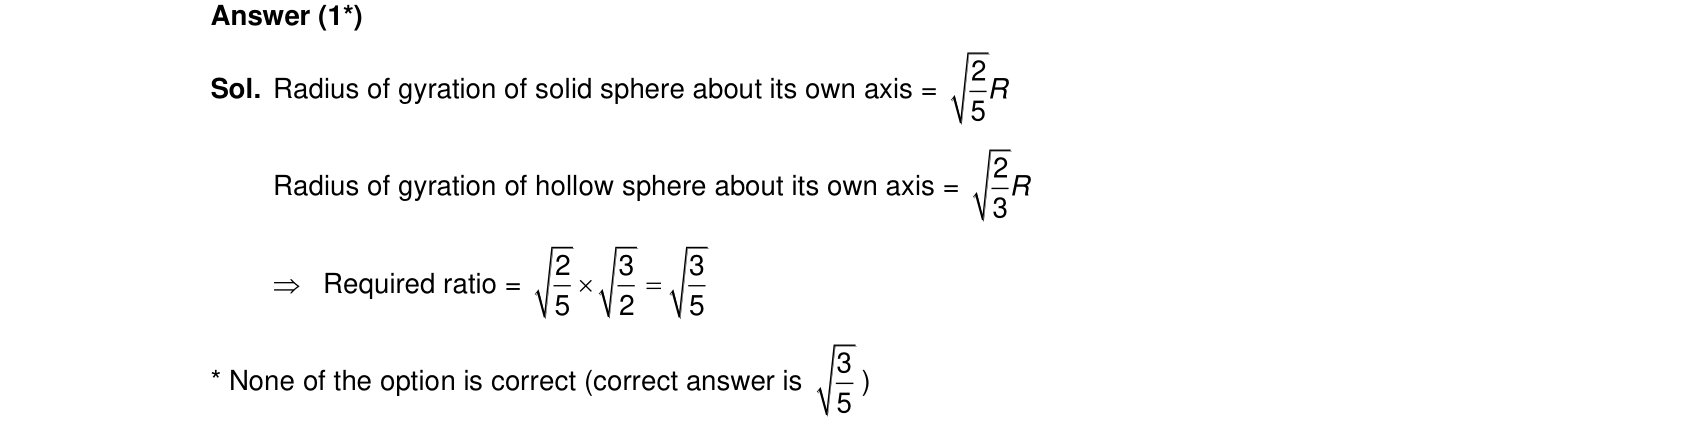 Answer (1*)
Sol. Radius of gyration of solid sphere about its own axis = √(2/5) R
Radius of gyration of hollow sphere about its own axis = √(2/3) R
⇒ Required ratio = √(2/5) × √(3/2) = √(3/5)
* None of the option is correct (correct answer is √(3/5) )